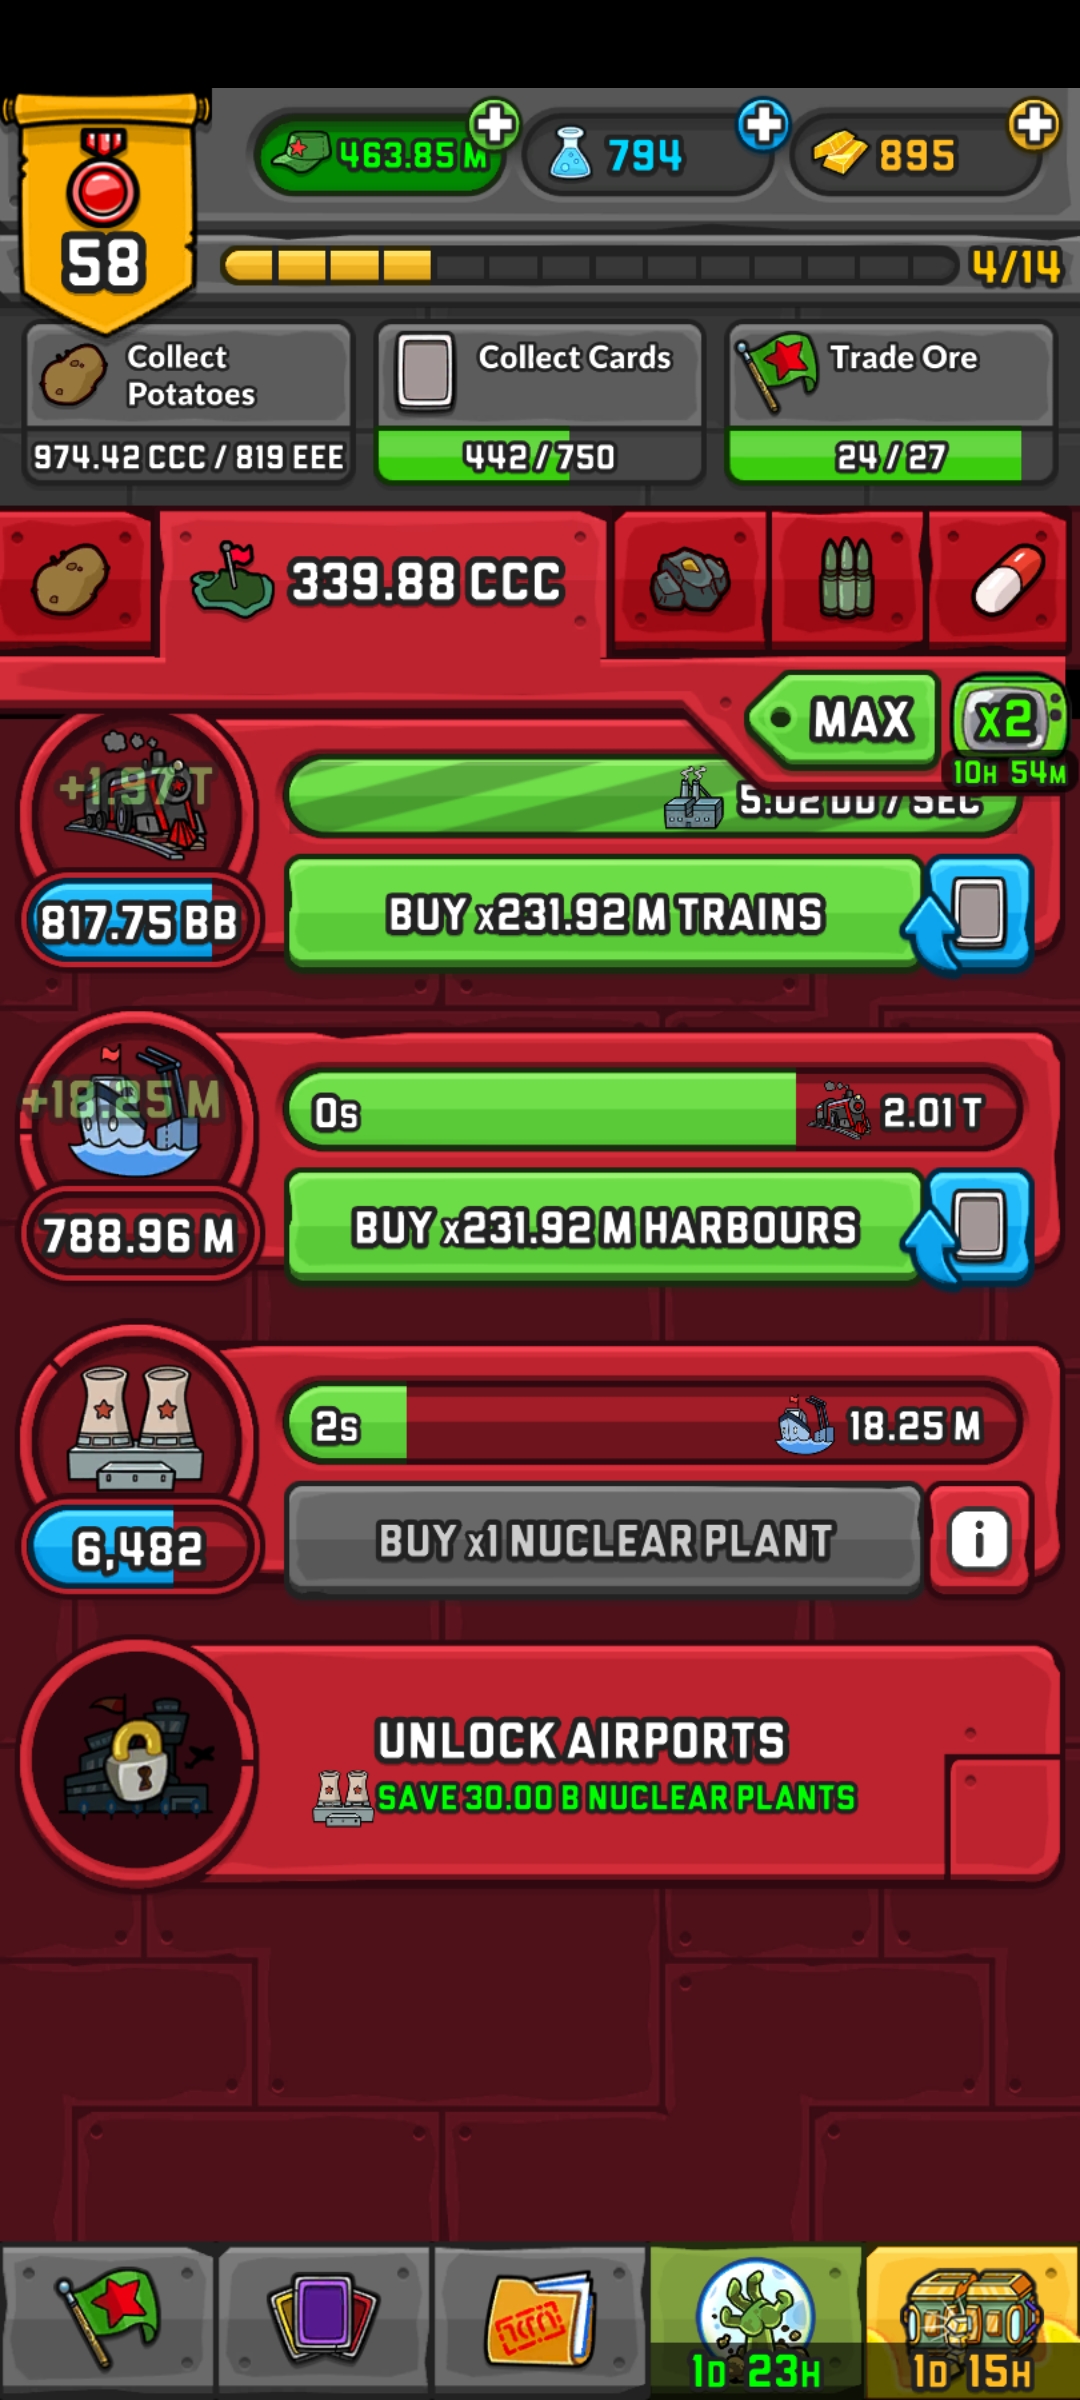 463.85 M
794
895
58
4/14
Collect
Potatoes
974.42 CCC / 819 EEE
Collect Cards
442 / 750
Trade Ore
24 / 27
339.88 CCC
MAX
x2
10H 54M
+1.97 T
/ SEC
817.75 BB
BUY x231.92 M TRAINS
+18.25 M
0s
2.01 T
788.96 M
BUY x231.92 M HARBOURS
2s
18.25 M
6,482
BUY x1 NUCLEAR PLANT
i
UNLOCK AIRPORTS
SAVE 30.00 B NUCLEAR PLANTS
1D 23H
1D 15H